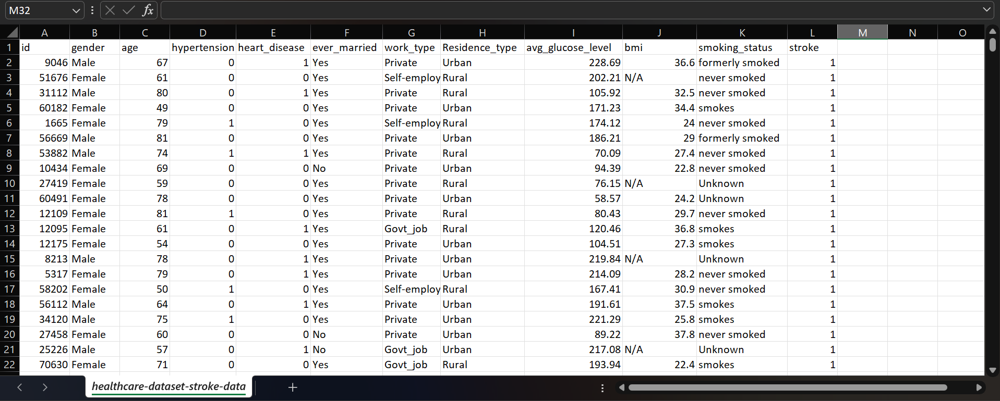 M32 fx
A B C D E F G H I J K L M N O
1 id gender age hypertension heart_disease ever_married work_type Residence_type avg_glucose_level bmi smoking_status stroke
2 9046 Male 67 0 1 Yes Private Urban 228.69 36.6 formerly smoked 1
3 51676 Female 61 0 0 Yes Self-employ Rural 202.21 N/A never smoked 1
4 31112 Male 80 0 1 Yes Private Rural 105.92 32.5 never smoked 1
5 60182 Female 49 0 0 Yes Private Urban 171.23 34.4 smokes 1
6 1665 Female 79 1 0 Yes Self-employ Rural 174.12 24 never smoked 1
7 56669 Male 81 0 0 Yes Private Urban 186.21 29 formerly smoked 1
8 53882 Male 74 1 1 Yes Private Rural 70.09 27.4 never smoked 1
9 10434 Female 69 0 0 No Private Urban 94.39 22.8 never smoked 1
10 27419 Female 59 0 0 Yes Private Rural 76.15 N/A Unknown 1
11 60491 Female 78 0 0 Yes Private Urban 58.57 24.2 Unknown 1
12 12109 Female 81 1 0 Yes Private Rural 80.43 29.7 never smoked 1
13 12095 Female 61 0 1 Yes Govt_job Rural 120.46 36.8 smokes 1
14 12175 Female 54 0 0 Yes Private Urban 104.51 27.3 smokes 1
15 8213 Male 78 0 1 Yes Private Urban 219.84 N/A Unknown 1
16 5317 Female 79 0 1 Yes Private Urban 214.09 28.2 never smoked 1
17 58202 Female 50 1 0 Yes Self-employ Rural 167.41 30.9 never smoked 1
18 56112 Male 64 0 1 Yes Private Urban 191.61 37.5 smokes 1
19 34120 Male 75 1 0 Yes Private Urban 221.29 25.8 smokes 1
20 27458 Female 60 0 0 No Private Urban 89.22 37.8 never smoked 1
21 25226 Male 57 0 1 No Govt_job Urban 217.08 N/A Unknown 1
22 70630 Female 71 0 0 Yes Govt_job Rural 193.94 22.4 smokes 1
healthcare-dataset-stroke-data